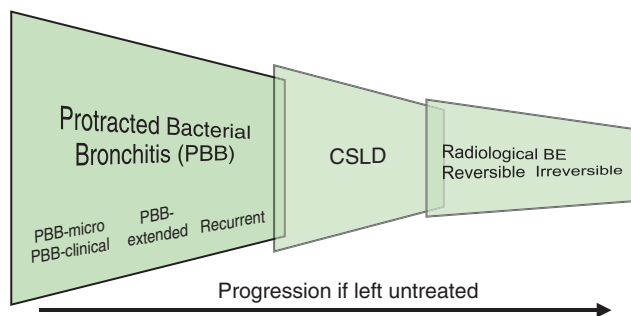 Protracted Bacterial
Bronchitis (PBB)
PBB-micro
PBB-clinical
PBB-
extended
Recurrent
CSLD
Radiological BE
Reversible Irreversible
Progression if left untreated